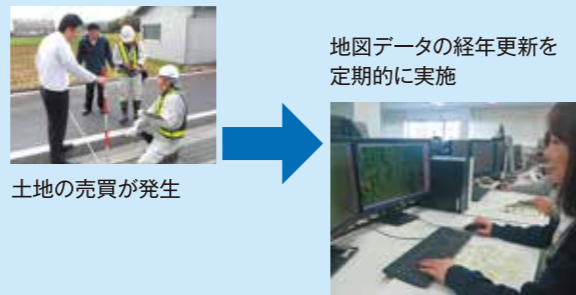 土地の売買が発生
地図データの経年更新を
定期的に実施